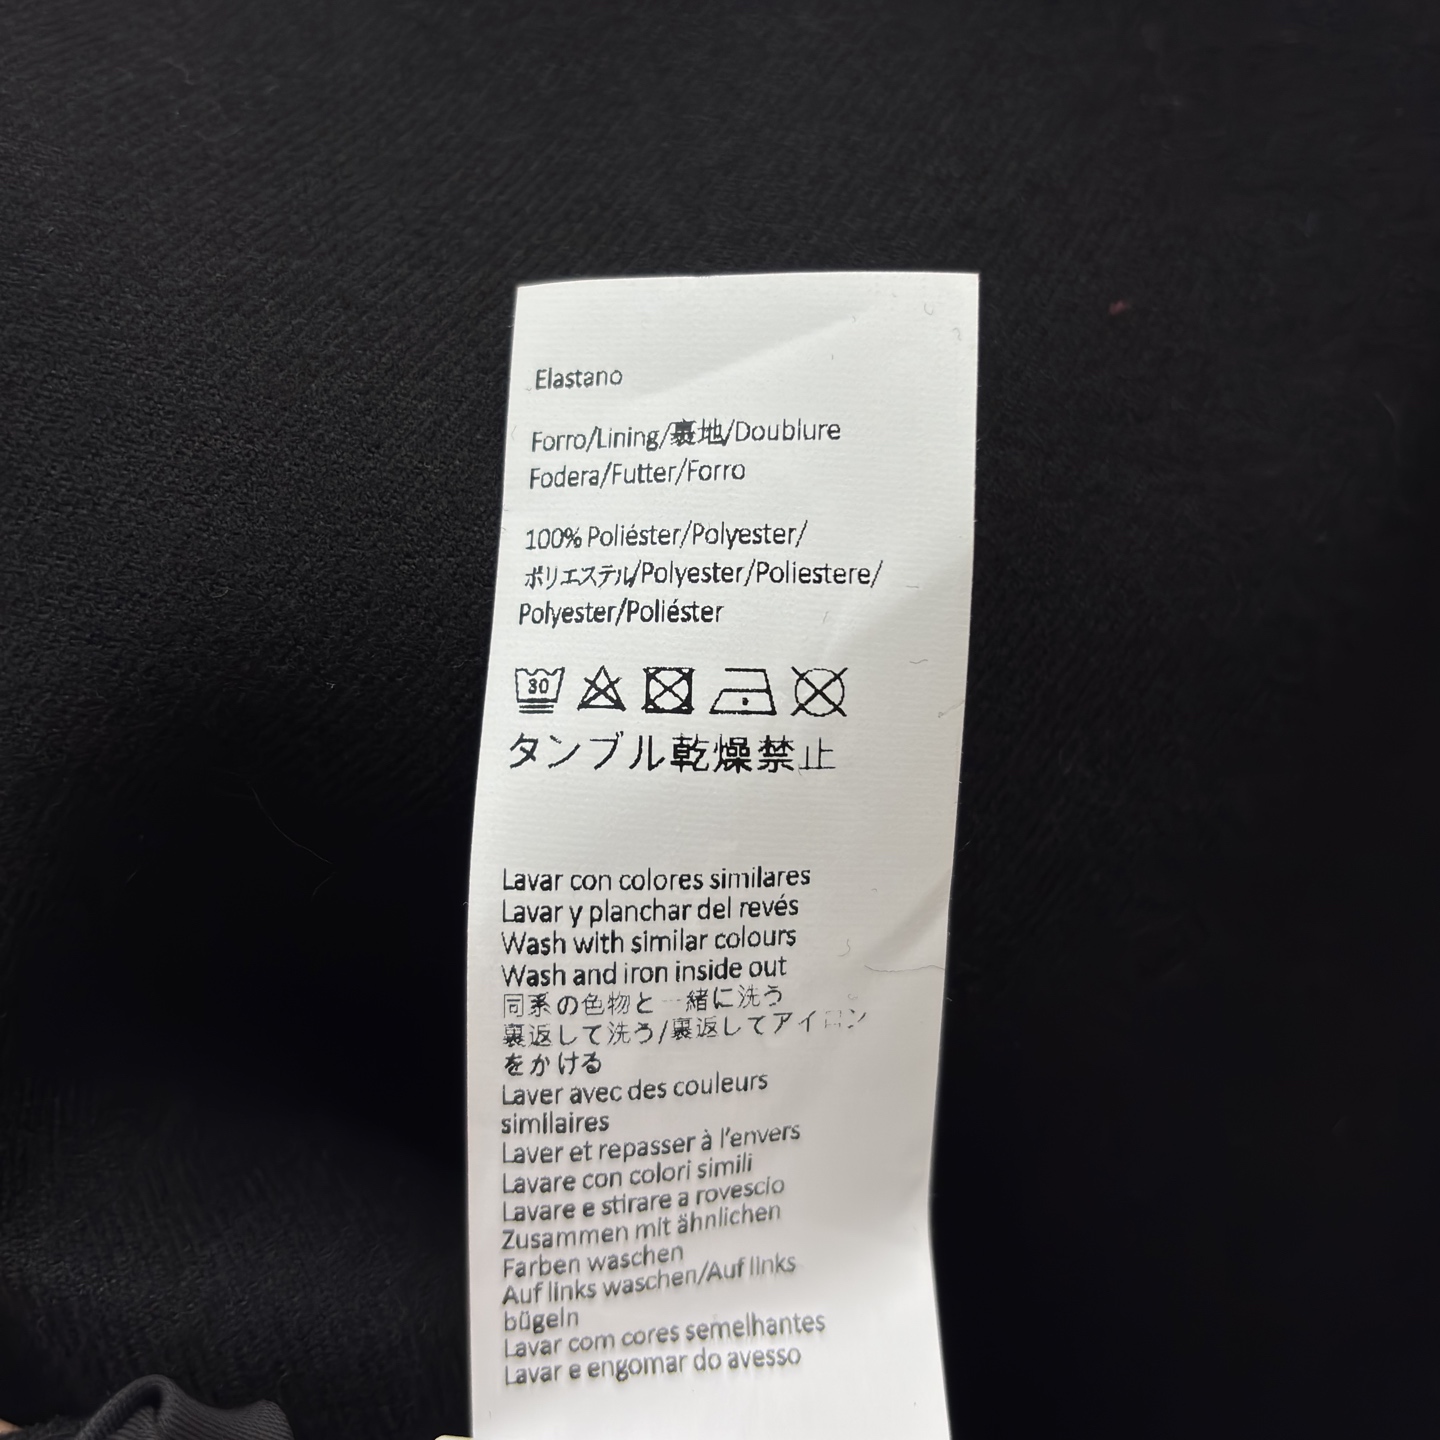 Elastano
Forro/Lining/裏地/Doublure
Fodera/Futter/Forro
100% Poliéster/Polyester/
ポリエステル/Polyester/Poliestere/
Polyester/Poliéster
30
タンブル乾燥禁止
Lavar con colores similares
Lavar y planchar del revés
Wash with similar colours
Wash and iron inside out
同系の色物と一緒に洗う
裏返して洗う/裏返してアイロン
をかける
Laver avec des couleurs
similaires
Laver et repasser à l'envers
Lavare con colori simili
Lavare e stirare a rovescio
Zusammen mit ähnlichen
Farben waschen
Auf links waschen/Auf links
bügeln
Lavar com cores semelhantes
Lavar e engomar do avesso